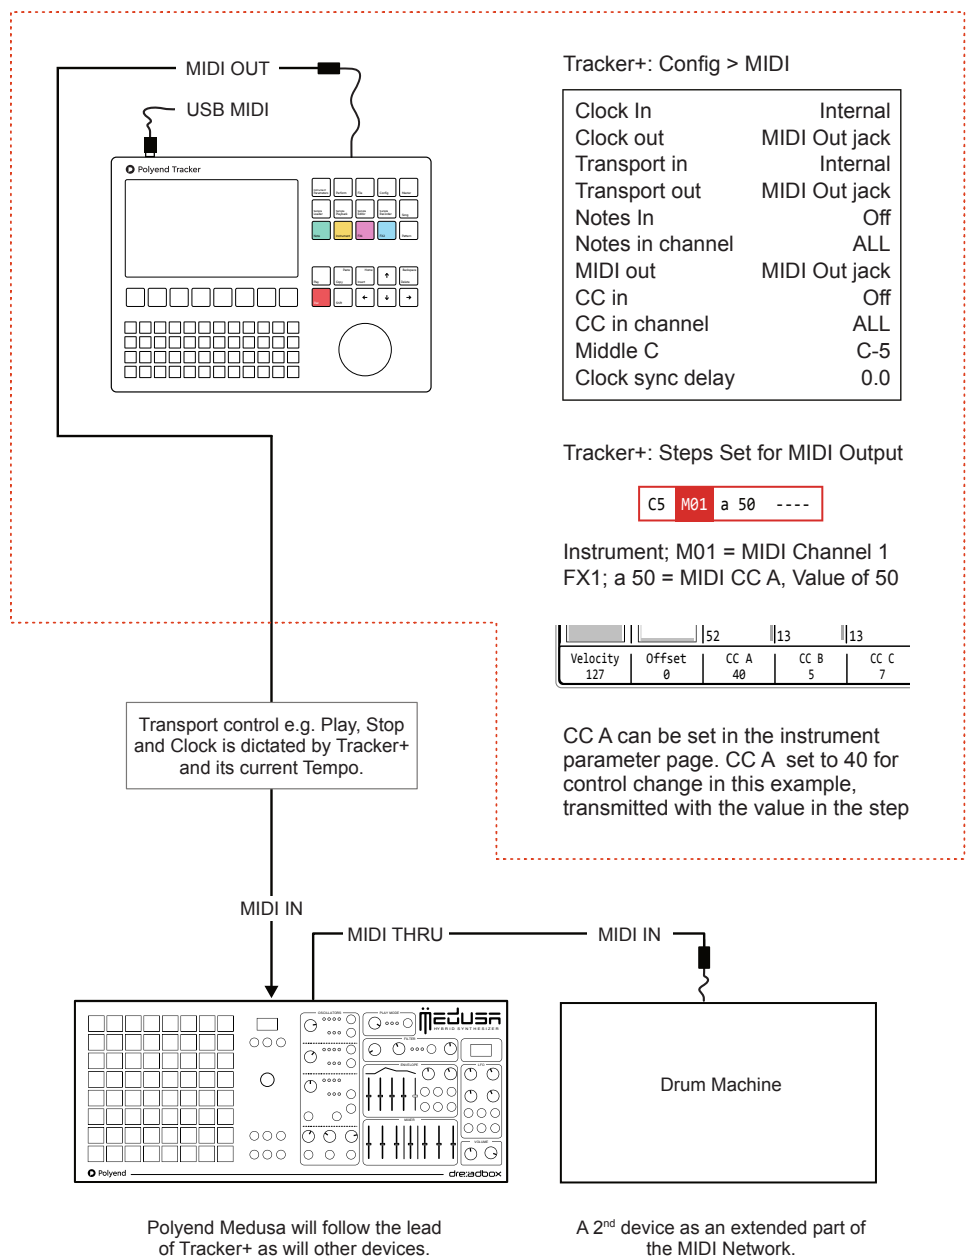 MIDI OUT
USB MIDI
Polyend Tracker
Tracker+: Config > MIDI
Clock In Internal
Clock out MIDI Out jack
Transport in Internal
Transport out MIDI Out jack
Notes In Off
Notes in channel ALL
MIDI out MIDI Out jack
CC in Off
CC in channel ALL
Middle C C-5
Clock sync delay 0.0
Tracker+: Steps Set for MIDI Output
C5 M01 a 50 ----
Instrument; M01 = MIDI Channel 1
FX1; a 50 = MIDI CC A, Value of 50
52 13 13
Velocity Offset CC A CC B CC C
127 0 40 5 7
Transport control e.g. Play, Stop
and Clock is dictated by Tracker+
and its current Tempo.
CC A can be set in the instrument
parameter page. CC A set to 40 for
control change in this example,
transmitted with the value in the step
MIDI IN
MIDI THRU
MIDI IN
OSCILLATORS
PLAY MODE
MEDUSA
HYBRID SYNTHESIZER
FILTER
ENVELOPE
LFO
MIXER
VOLUME
Polyend
dreadbox
Drum Machine
Polyend Medusa will follow the lead
of Tracker+ as will other devices.
A 2nd device as an extended part of
the MIDI Network.